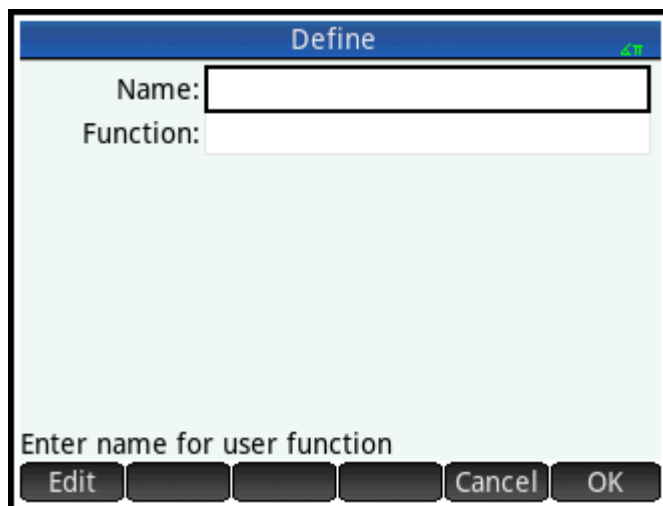 Define
∡π
Name:
Function:
Enter name for user function
Edit Cancel OK